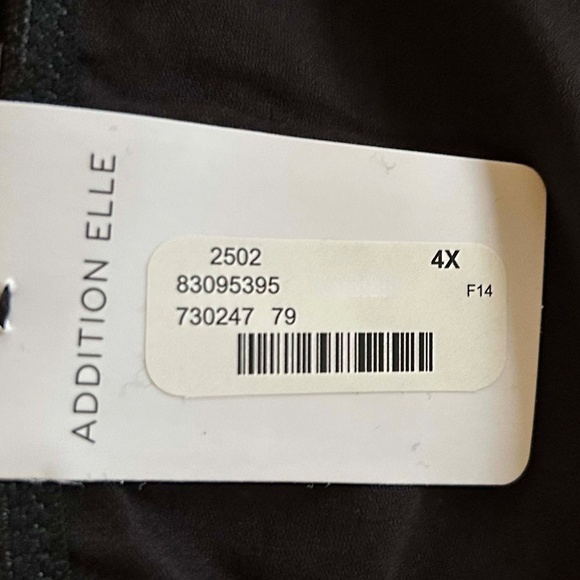 ADDITION ELLE
2502 4X
83095395 F14
730247 79